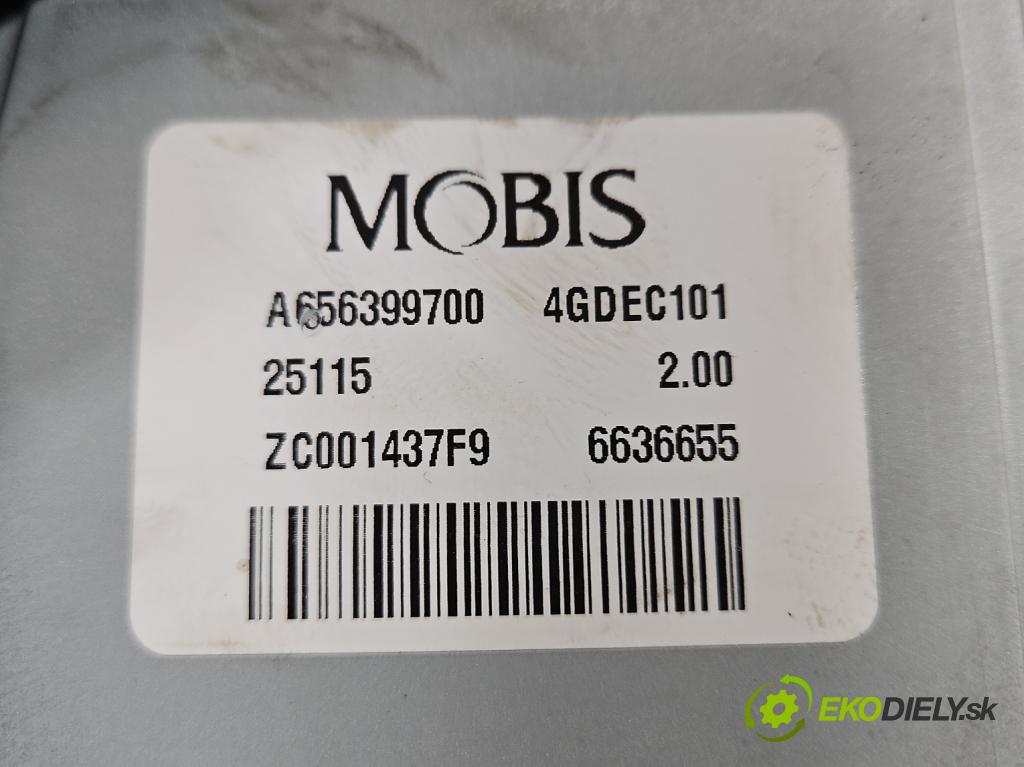 MOBIS
A656399700 4GDEC101
25115 2.00
ZC001437F9 6636655
EKODIELY.sk